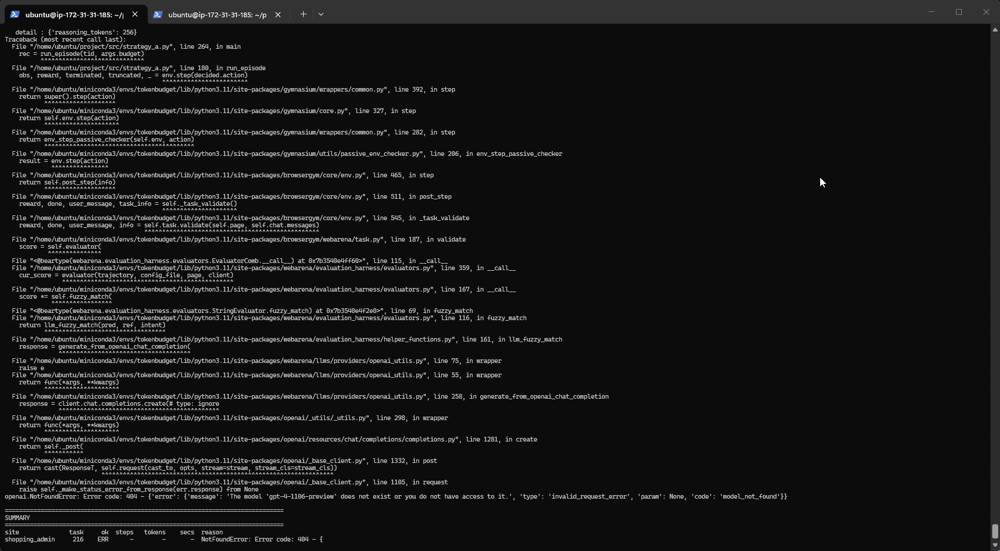 ubuntu@ip-172-31-31-185: ~/p
ubuntu@ip-172-31-31-185: ~/p
detail : {'reasoning_tokens': 256}
Traceback (most recent call last):
File "/home/ubuntu/project/src/strategy_a.py", line 264, in main
rec = run_episode(tid, args.budget)
^^^^^^^^^^^^^^^^^^^^^^^^^^^^^
File "/home/ubuntu/project/src/strategy_a.py", line 180, in run_episode
obs, reward, terminated, truncated, _ = env.step(decided.action)
^^^^^^^^^^^^^^^^^^^^^^^^
File "/home/ubuntu/miniconda3/envs/tokenbudget/lib/python3.11/site-packages/gymnasium/wrappers/common.py", line 392, in step
return super().step(action)
^^^^^^^^^^^^^^^^^^^^
File "/home/ubuntu/miniconda3/envs/tokenbudget/lib/python3.11/site-packages/gymnasium/core.py", line 327, in step
return self.env.step(action)
^^^^^^^^^^^^^^^^^^^^^
File "/home/ubuntu/miniconda3/envs/tokenbudget/lib/python3.11/site-packages/gymnasium/wrappers/common.py", line 282, in step
return env_step_passive_checker(self.env, action)
^^^^^^^^^^^^^^^^^^^^^^^^^^^^^^^^^^^^^^^^^^
File "/home/ubuntu/miniconda3/envs/tokenbudget/lib/python3.11/site-packages/gymnasium/utils/passive_env_checker.py", line 206, in env_step_passive_checker
result = env.step(action)
^^^^^^^^^^^^^^^^
File "/home/ubuntu/miniconda3/envs/tokenbudget/lib/python3.11/site-packages/browsergym/core/env.py", line 465, in step
return self.post_step(info)
^^^^^^^^^^^^^^^^^^^^
File "/home/ubuntu/miniconda3/envs/tokenbudget/lib/python3.11/site-packages/browsergym/core/env.py", line 511, in post_step
reward, done, user_message, task_info = self._task_validate()
^^^^^^^^^^^^^^^^^^^^^
File "/home/ubuntu/miniconda3/envs/tokenbudget/lib/python3.11/site-packages/browsergym/core/env.py", line 545, in _task_validate
reward, done, user_message, info = self.task.validate(self.page, self.chat.messages)
^^^^^^^^^^^^^^^^^^^^^^^^^^^^^^^^^^^^^^^^^^^^^^^^^
File "/home/ubuntu/miniconda3/envs/tokenbudget/lib/python3.11/site-packages/browsergym/webarena/task.py", line 187, in validate
score = self.evaluator(
^^^^^^^^^^^^^^^
File "<@beartype(webarena.evaluation_harness.evaluators.EvaluatorComb.__call__) at 0x7b3540e4ff60>", line 115, in __call__
File "/home/ubuntu/miniconda3/envs/tokenbudget/lib/python3.11/site-packages/webarena/evaluation_harness/evaluators.py", line 359, in __call__
cur_score = evaluator(trajectory, config_file, page, client)
^^^^^^^^^^^^^^^^^^^^^^^^^^^^^^^^^^^^^^^^^^^^^^^^
File "/home/ubuntu/miniconda3/envs/tokenbudget/lib/python3.11/site-packages/webarena/evaluation_harness/evaluators.py", line 167, in __call__
score *= self.fuzzy_match(
^^^^^^^^^^^^^^^^^
File "<@beartype(webarena.evaluation_harness.evaluators.StringEvaluator.fuzzy_match) at 0x7b3540e4f2e0>", line 69, in fuzzy_match
File "/home/ubuntu/miniconda3/envs/tokenbudget/lib/python3.11/site-packages/webarena/evaluation_harness/evaluators.py", line 116, in fuzzy_match
return llm_fuzzy_match(pred, ref, intent)
^^^^^^^^^^^^^^^^^^^^^^^^^^^^^^^^^^
File "/home/ubuntu/miniconda3/envs/tokenbudget/lib/python3.11/site-packages/webarena/evaluation_harness/helper_functions.py", line 161, in llm_fuzzy_match
response = generate_from_openai_chat_completion(
^^^^^^^^^^^^^^^^^^^^^^^^^^^^^^^^^^^^^
File "/home/ubuntu/miniconda3/envs/tokenbudget/lib/python3.11/site-packages/webarena/llms/providers/openai_utils.py", line 75, in wrapper
raise e
File "/home/ubuntu/miniconda3/envs/tokenbudget/lib/python3.11/site-packages/webarena/llms/providers/openai_utils.py", line 55, in wrapper
return func(*args, **kwargs)
^^^^^^^^^^^^^^^^^^^^^
File "/home/ubuntu/miniconda3/envs/tokenbudget/lib/python3.11/site-packages/webarena/llms/providers/openai_utils.py", line 258, in generate_from_openai_chat_completion
response = client.chat.completions.create(# type: ignore
^^^^^^^^^^^^^^^^^^^^^^^^^^^^^^^^^^^^^^^^^^^^^
File "/home/ubuntu/miniconda3/envs/tokenbudget/lib/python3.11/site-packages/openai/_utils/_utils.py", line 298, in wrapper
return func(*args, **kwargs)
^^^^^^^^^^^^^^^^^^^^^
File "/home/ubuntu/miniconda3/envs/tokenbudget/lib/python3.11/site-packages/openai/resources/chat/completions/completions.py", line 1281, in create
return self._post(
^^^^^^^^^^^
File "/home/ubuntu/miniconda3/envs/tokenbudget/lib/python3.11/site-packages/openai/_base_client.py", line 1332, in post
return cast(ResponseT, self.request(cast_to, opts, stream=stream, stream_cls=stream_cls))
^^^^^^^^^^^^^^^^^^^^^^^^^^^^^^^^^^^^^^^^^^^^^^^^^^^^^^^^^^^^^^^^^
File "/home/ubuntu/miniconda3/envs/tokenbudget/lib/python3.11/site-packages/openai/_base_client.py", line 1105, in request
raise self._make_status_error_from_response(err.response) from None
openai.NotFoundError: Error code: 404 - {'error': {'message': 'The model `gpt-4-1106-preview` does not exist or you do not have access to it.', 'type': 'invalid_request_error', 'param': None, 'code': 'model_not_found'}}
==============================================================================
SUMMARY
==============================================================================
site task ok steps tokens secs reason
shopping_admin 216 ERR - - - NotFoundError: Error code: 404 - {